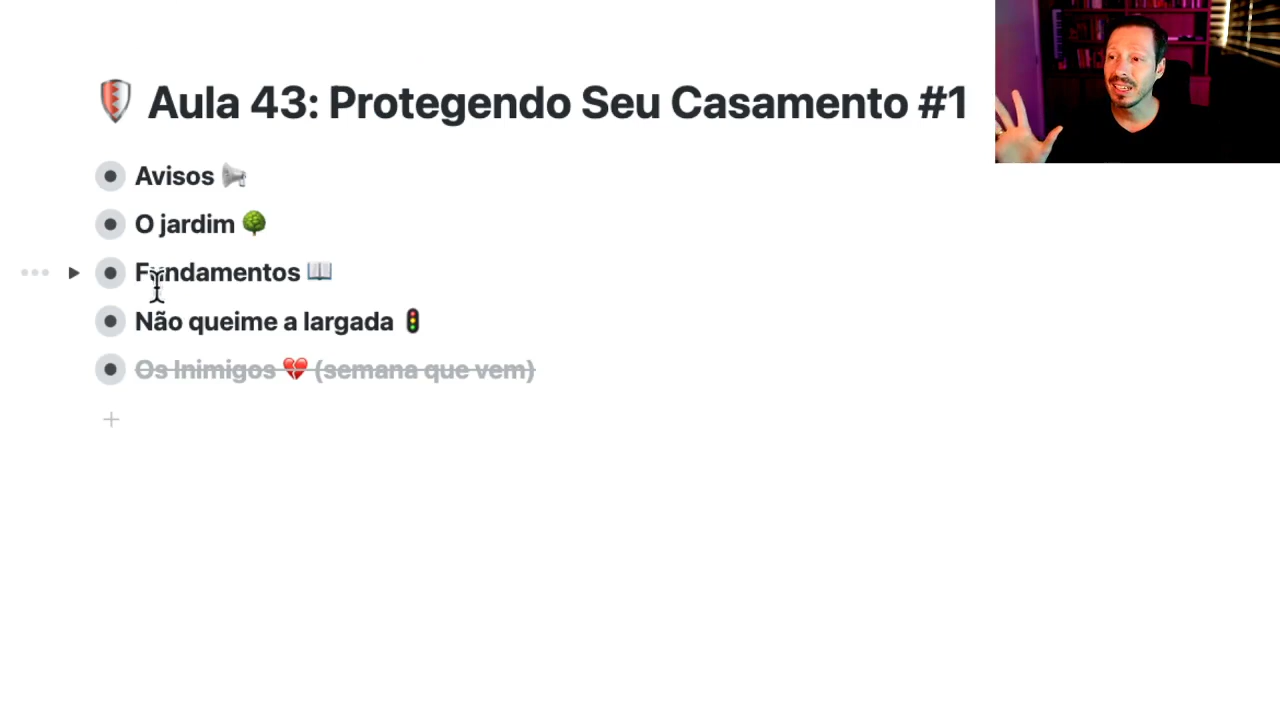 Aula 43: Protegendo Seu Casamento #1
Avisos
O jardim
Fundamentos
Não queime a largada
Os Inimigos 💔 (semana que vem)